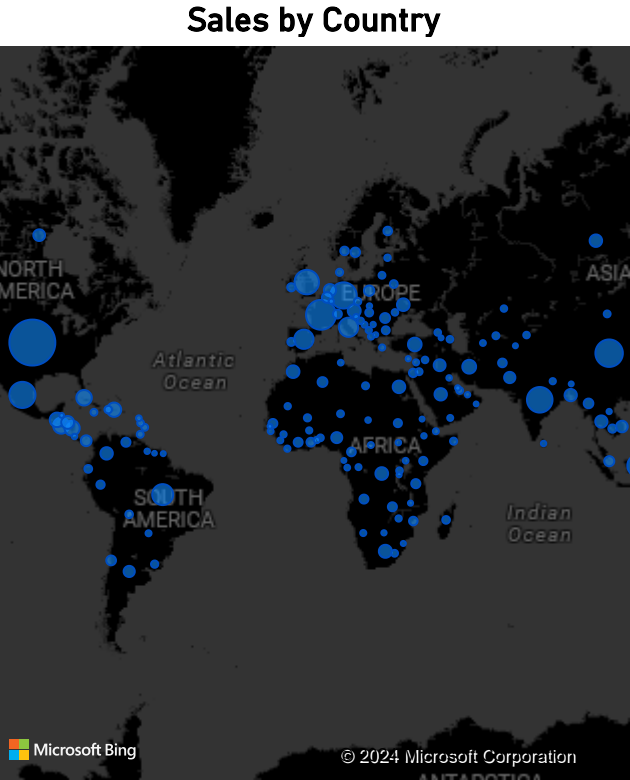 Sales by Country
NORTH
AMERICA
ASIA
EUROPE
Atlantic
Ocean
AFRICA
SOUTH
AMERICA
Indian
Ocean
Microsoft Bing
© 2024 Microsoft Corporation
ANTARCTICA